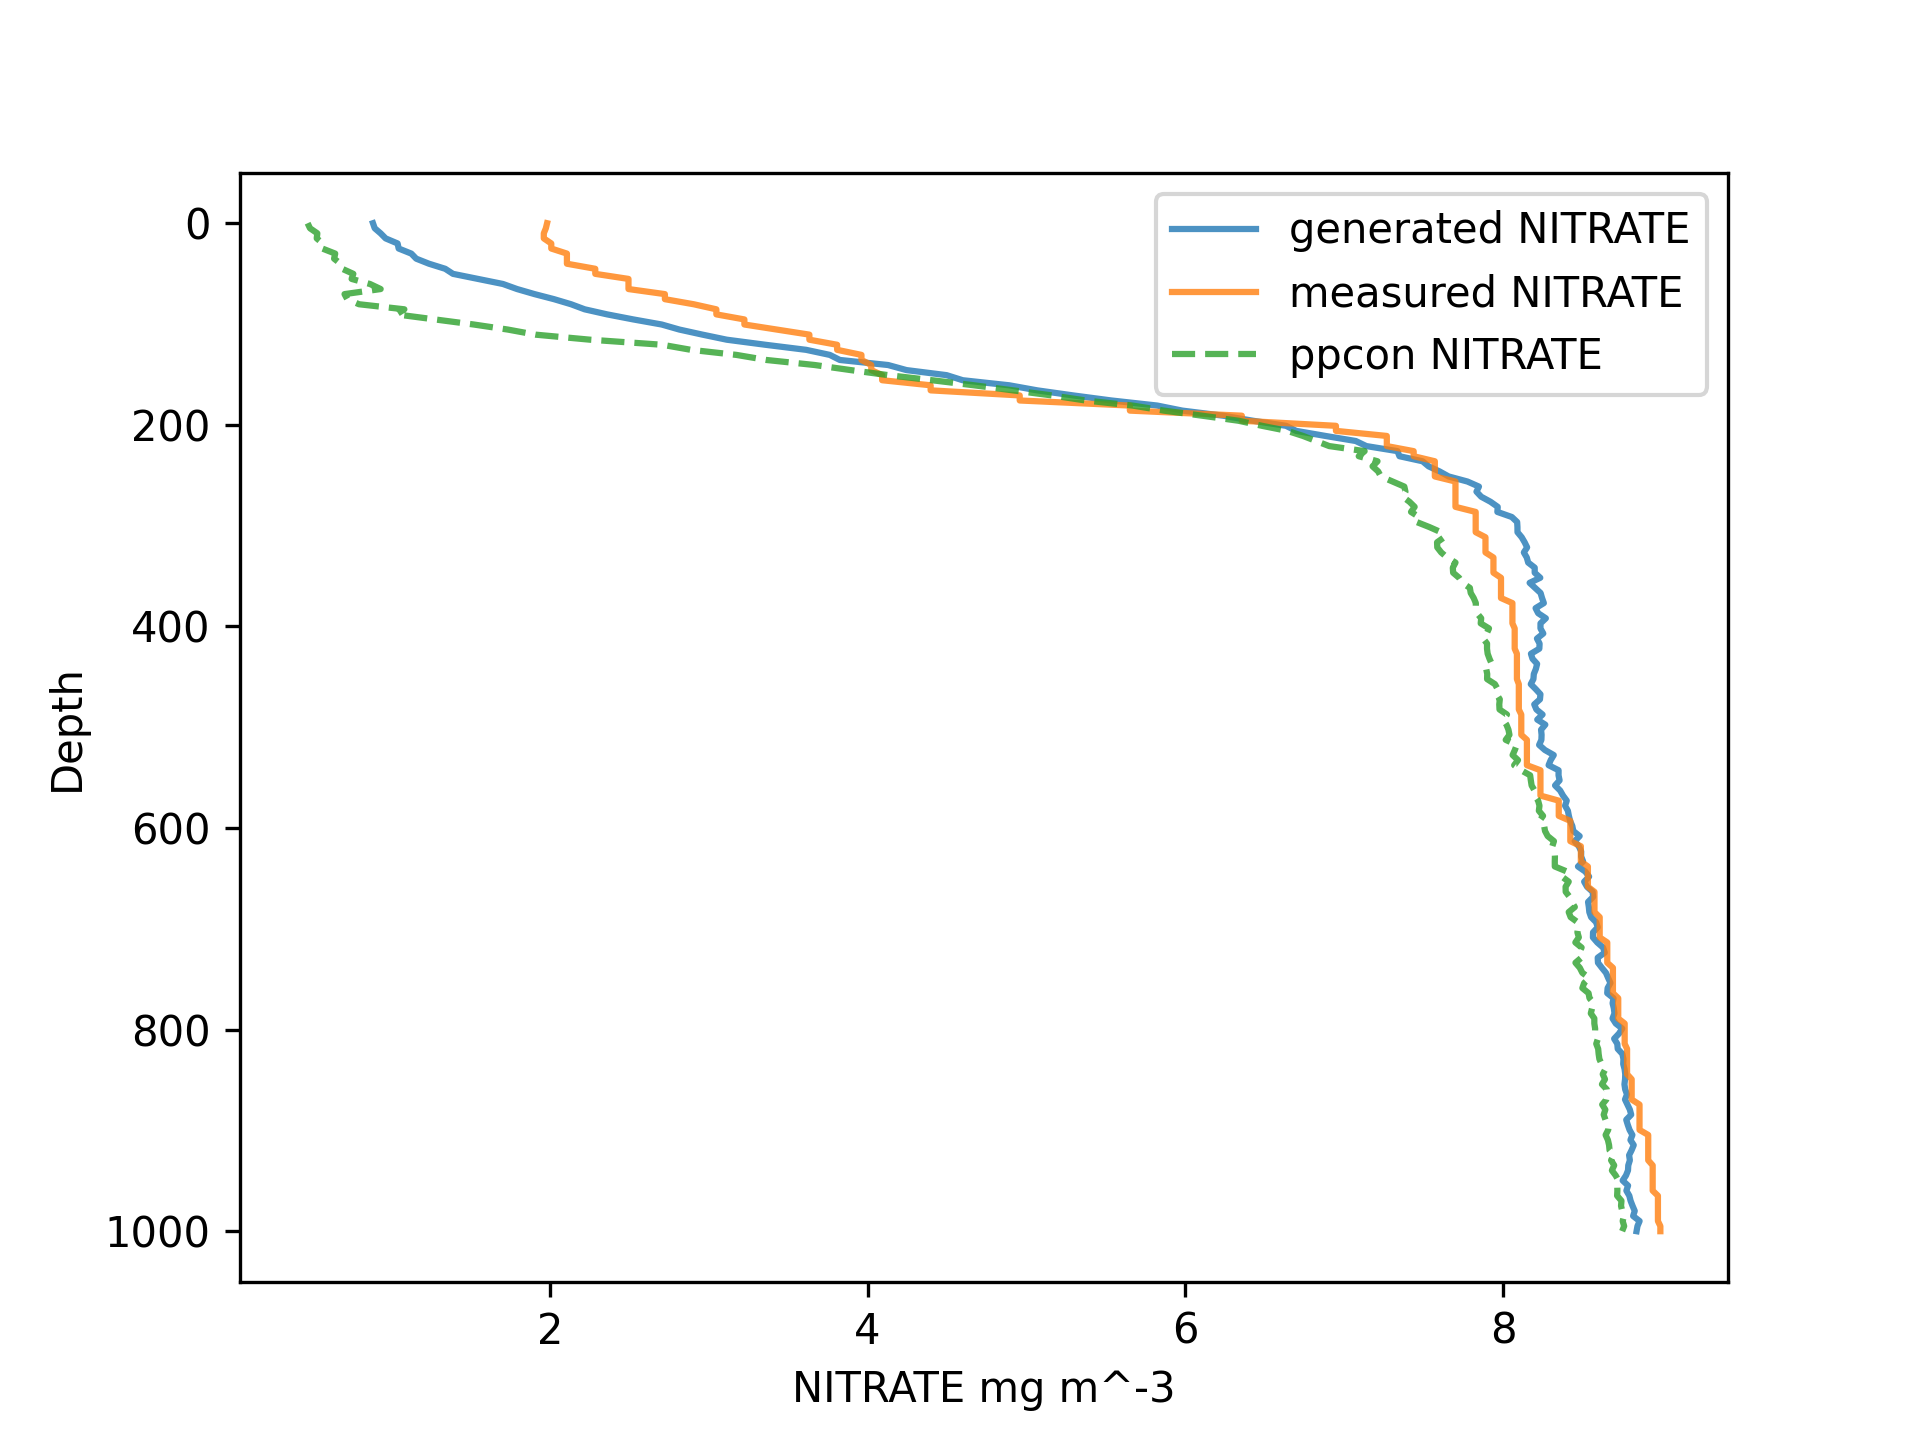 generated NITRATE
measured NITRATE
ppcon NITRATE
0
200
400
600
800
1000
Depth
2 4 6 8
NITRATE mg m^-3